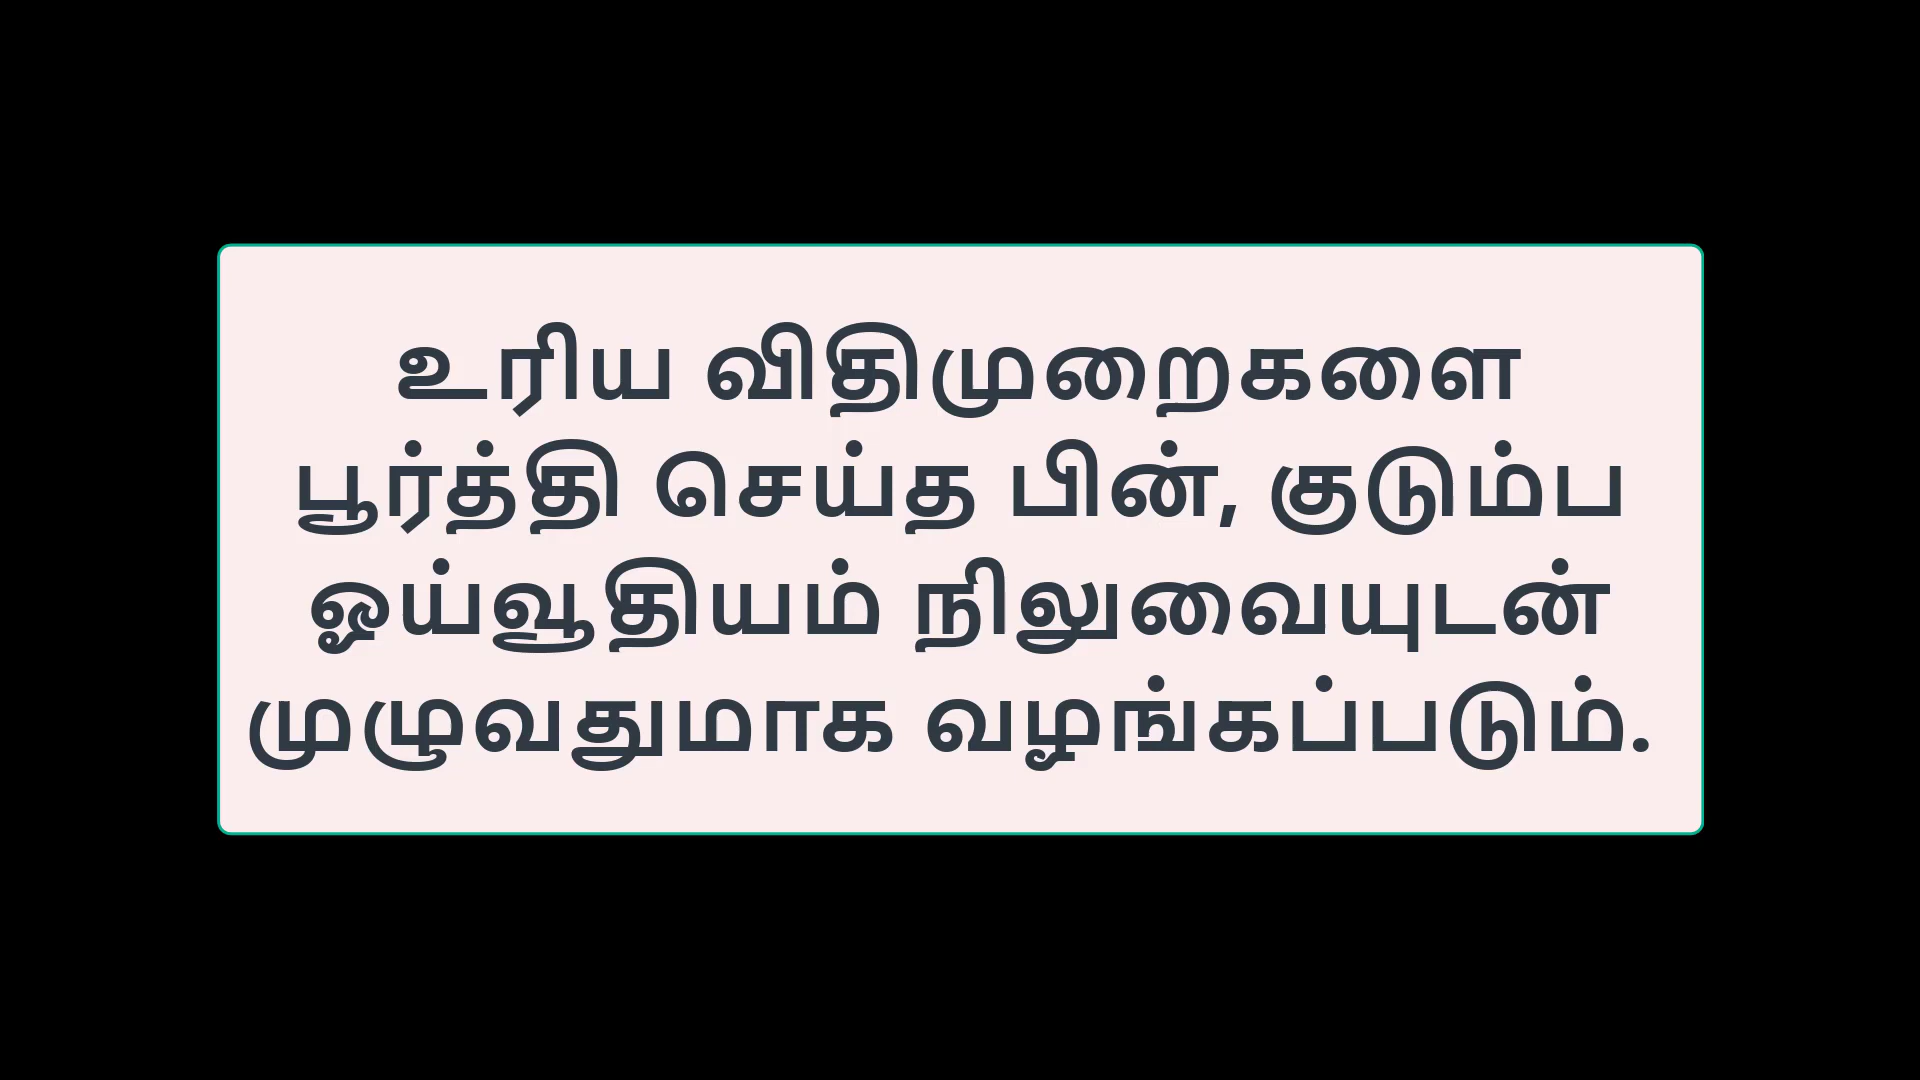 உரிய விதிமுறைகளை
பூர்த்தி செய்த பின், குடும்ப
ஓய்வூதியம் நிலுவையுடன்
முழுவதுமாக வழங்கப்படும்.